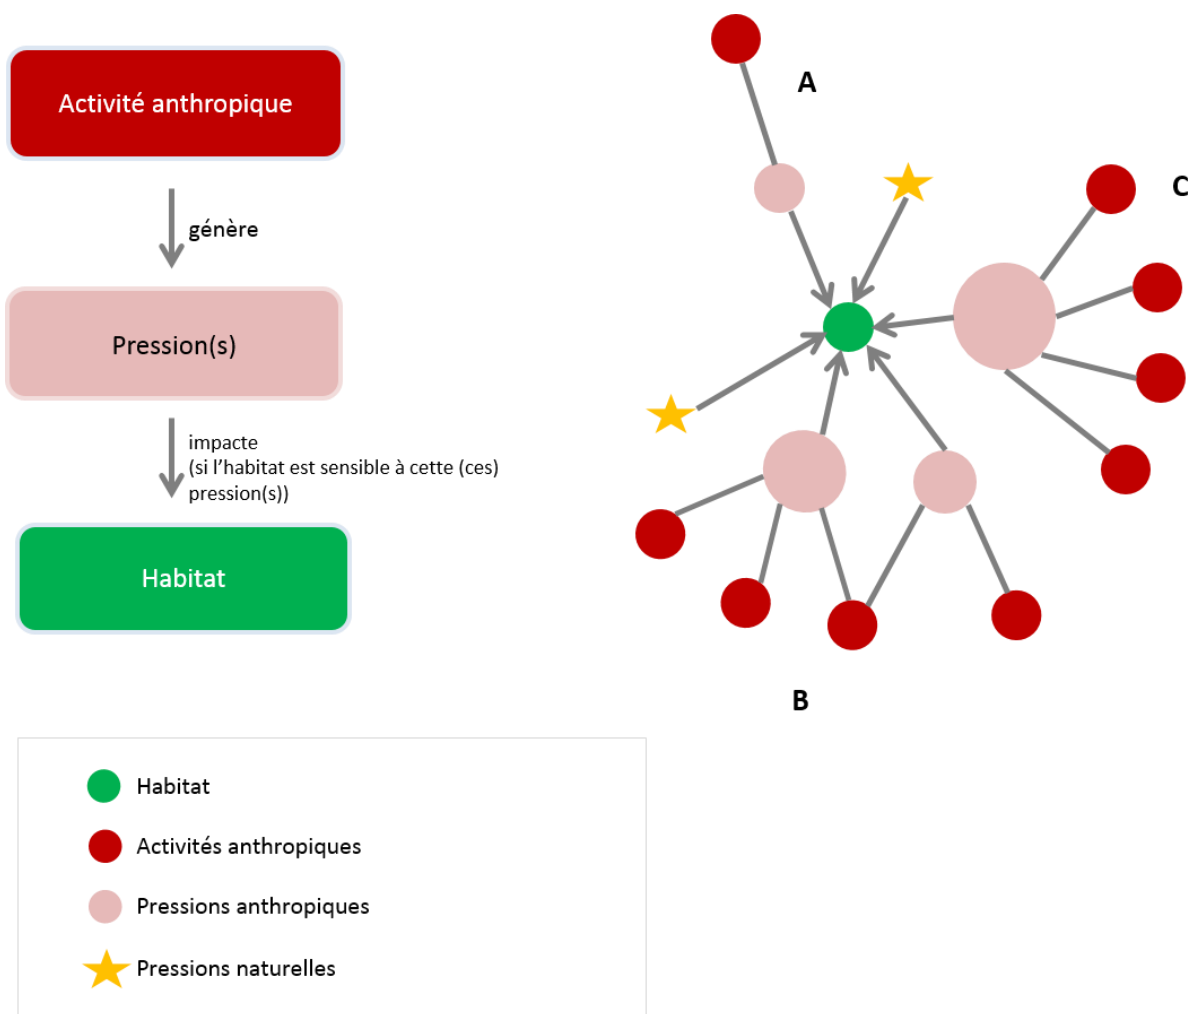 Activité anthropique
génère
Pression(s)
impacte
(si l'habitat est sensible à cette (ces)
pression(s))
Habitat
A
C
B
Habitat
Activités anthropiques
Pressions anthropiques
Pressions naturelles